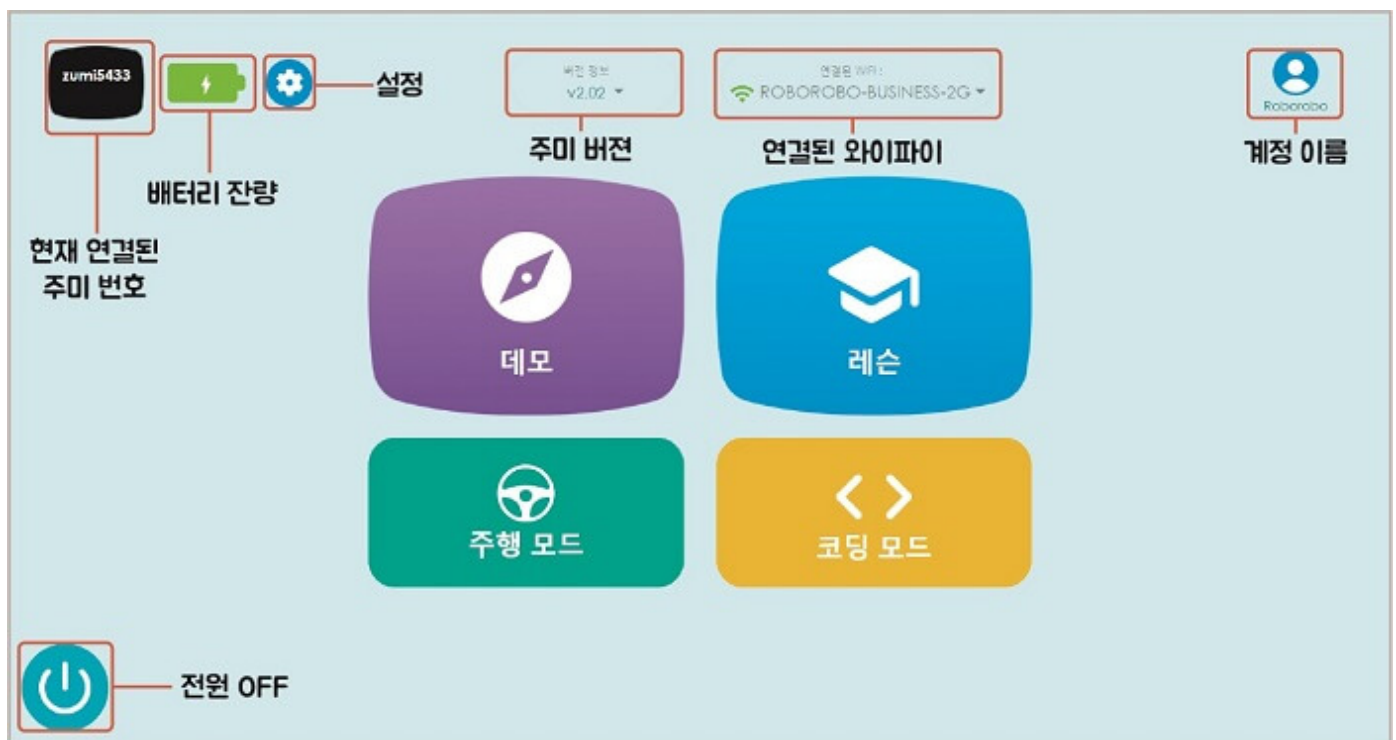 zumi5433
설정
버전 정보
v2.02
연결된 WiFi :
ROBOROBO-BUSINESS-2G
Roborobo
주미 버젼
연결된 와이파이
계정 이름
배터리 잔량
현재 연결된
주미 번호
데모
레슨
주행 모드
코딩 모드
전원 OFF